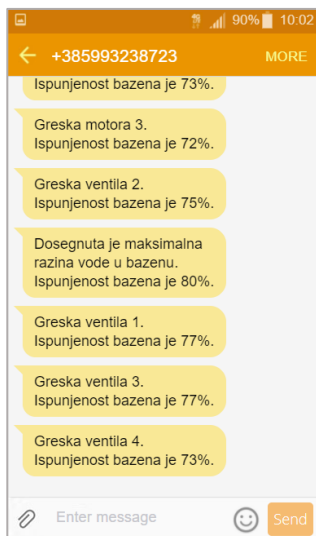 90% 10:02
+385993238723 MORE
Ispunjenost bazena je 73%.
Greska motora 3.
Ispunjenost bazena je 72%.
Greska ventila 2.
Ispunjenost bazena je 75%.
Dosegnuta je maksimalna
razina vode u bazenu.
Ispunjenost bazena je 80%.
Greska ventila 1.
Ispunjenost bazena je 77%.
Greska ventila 3.
Ispunjenost bazena je 77%.
Greska ventila 4.
Ispunjenost bazena je 73%.
Enter message Send